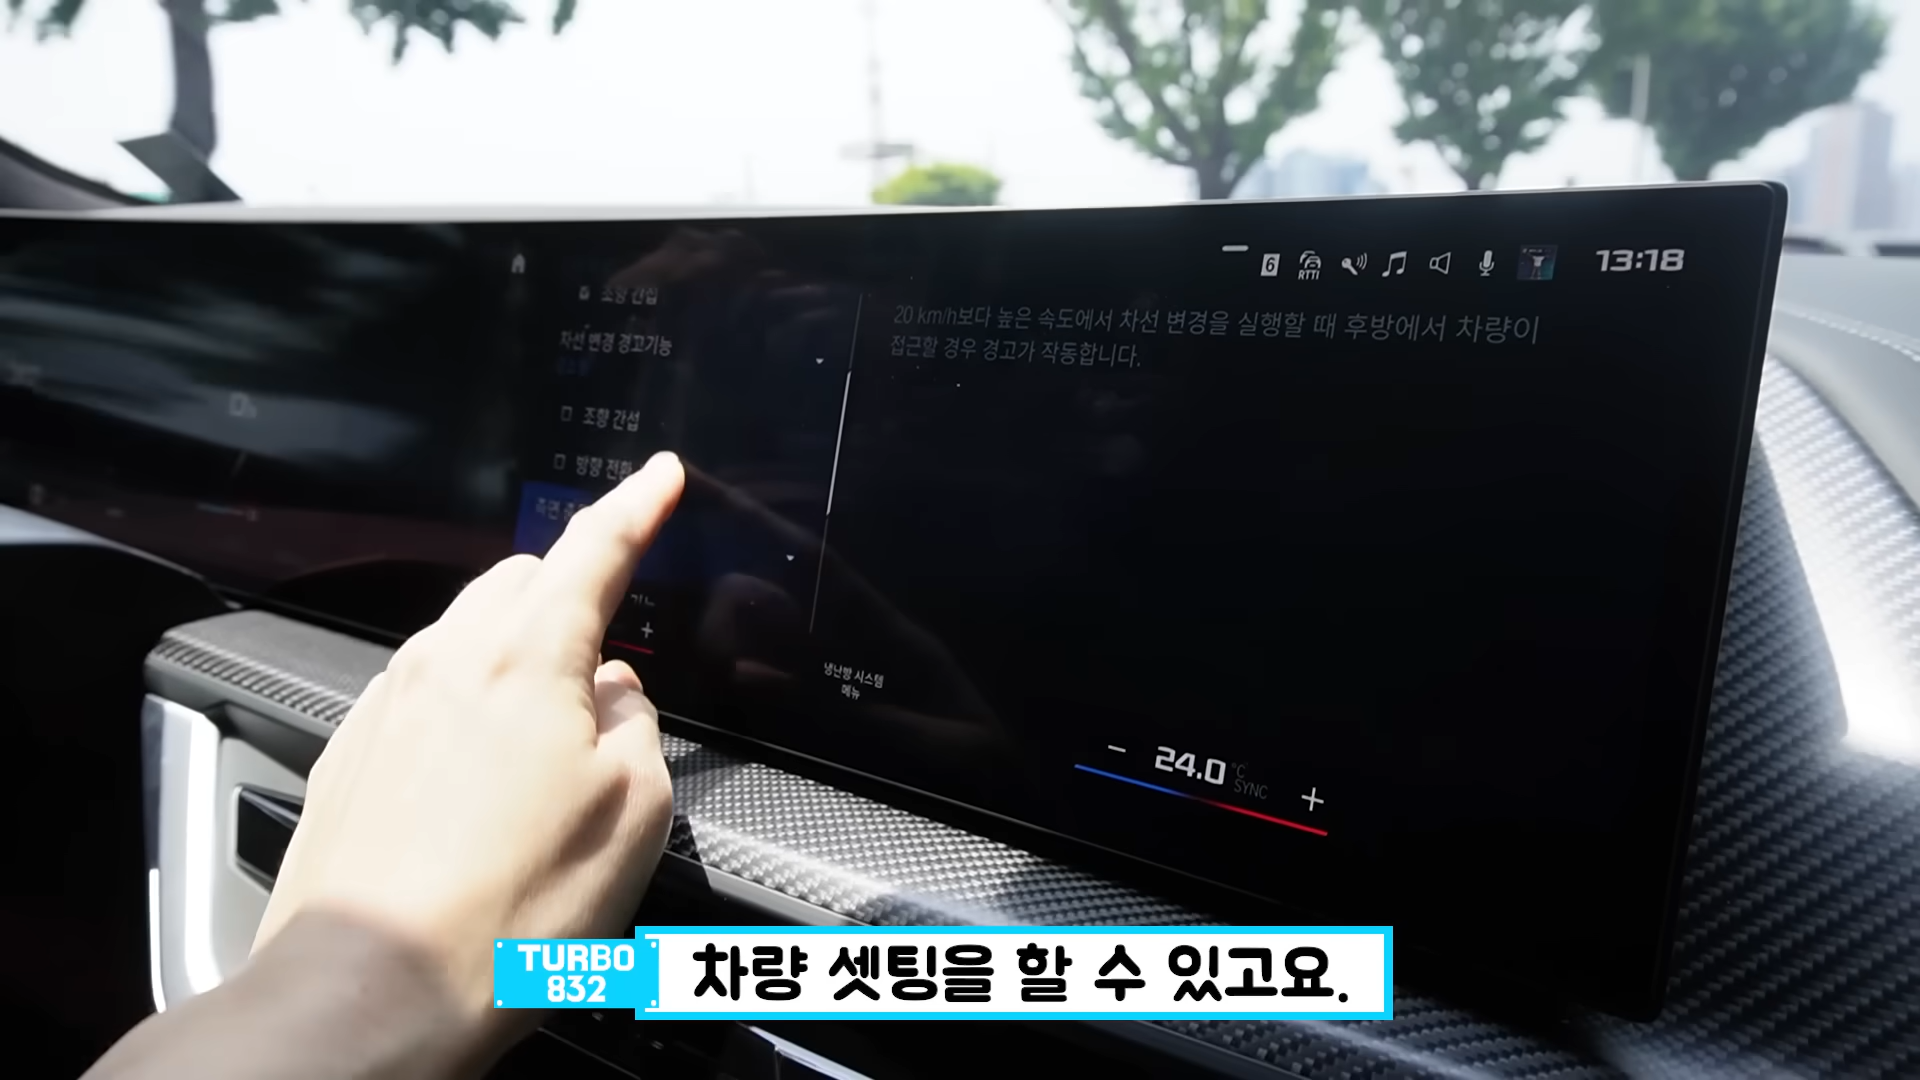 6
RTTI
13:18
조향 간섭
차선 변경 경고기능
조향 간섭
방향 전환
측면
20 km/h보다 높은 속도에서 차선 변경을 실행할 때 후방에서 차량이
접근할 경우 경고가 작동합니다.
+
냉난방 시스템
메뉴
− 24.0 °C +
SYNC
TURBO
832
차량 셋팅을 할 수 있고요.